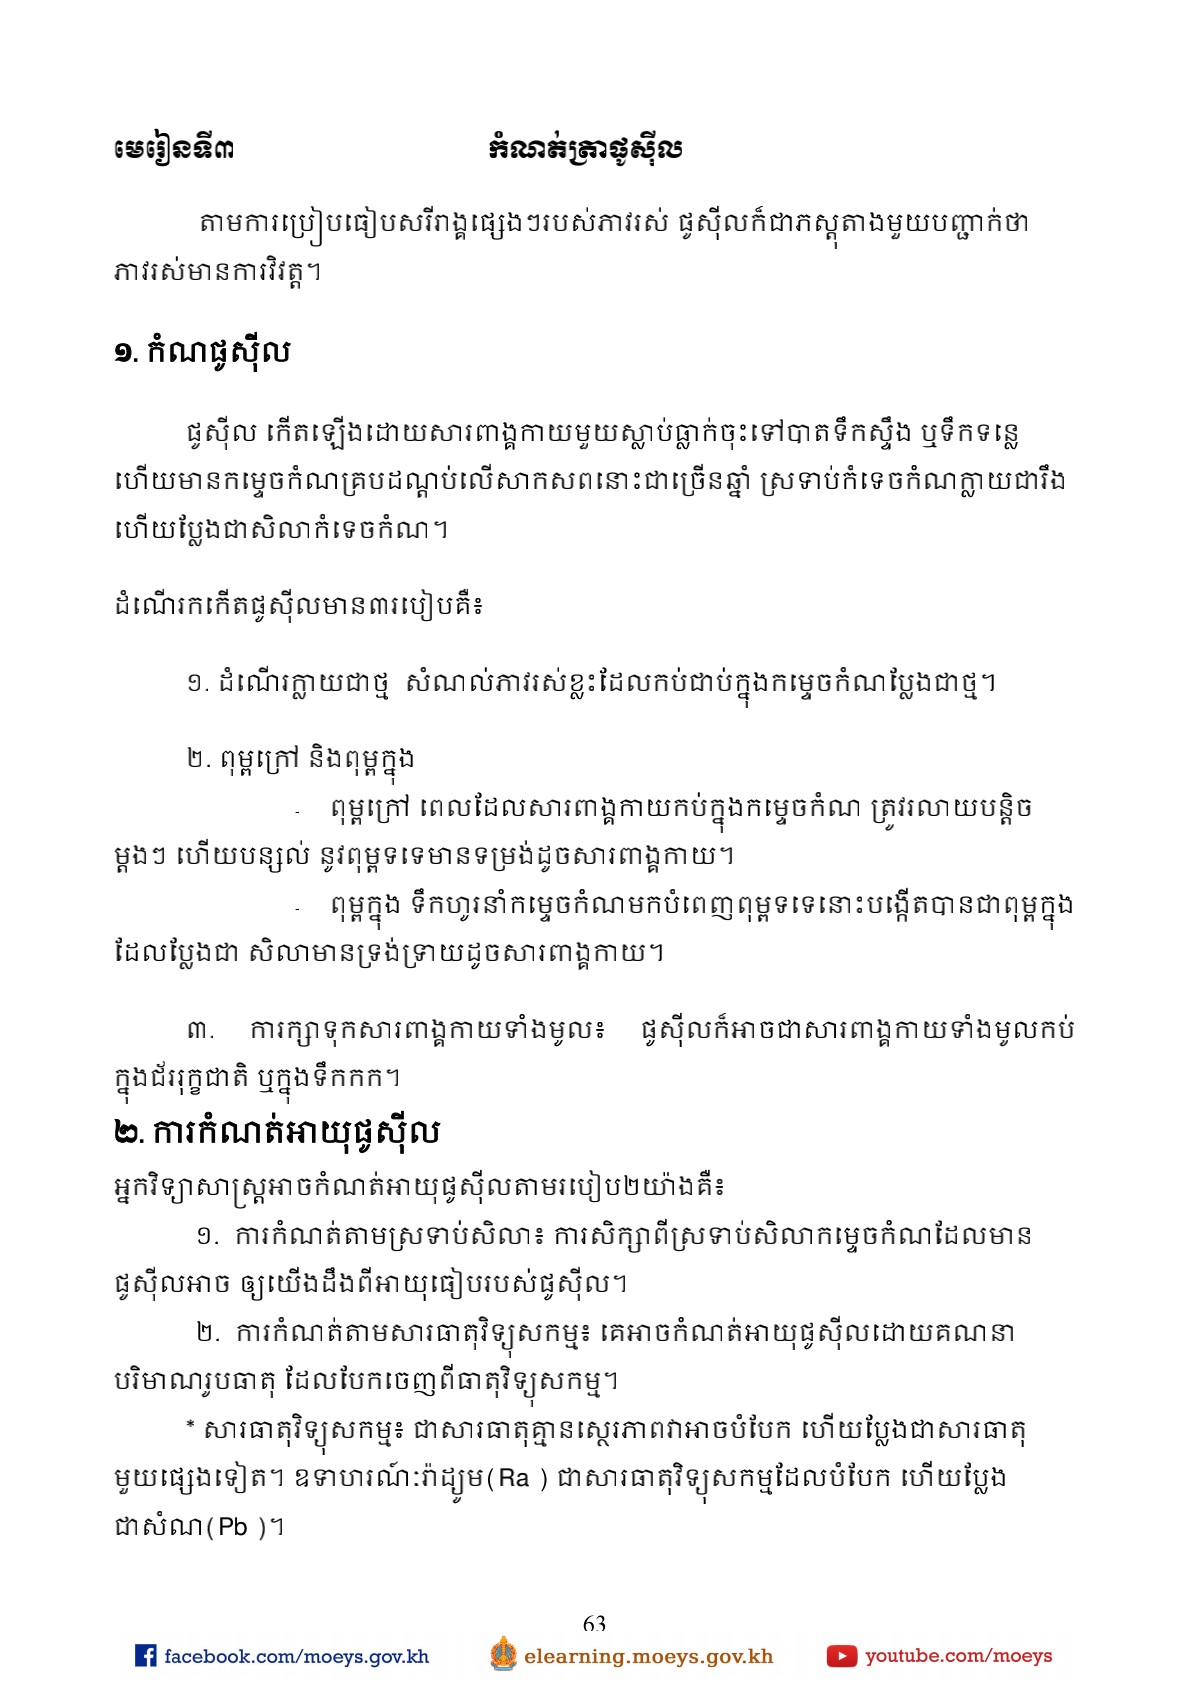 មេរៀនទី៣ កំណត់ត្រាផូស៊ីល
តាមការប្រៀបធៀបសរីរាង្គផ្សេងៗរបស់ភាវរស់ ផូស៊ីលក៏ជាភស្តុតាងមួយបញ្ជាក់ថា
ភាវរស់មានការវិវត្ត។
១. កំណផូស៊ីល
ផូស៊ីល កើតឡើងដោយសារពាង្គកាយមួយស្លាប់ធ្លាក់ចុះទៅបាតទឹកស្ទឹង ឬទឹកទន្លេ
ហើយមានកម្ទេចកំណគ្របដណ្ដប់លើសាកសពនោះជាច្រើនឆ្នាំ ស្រទាប់កំទេចកំណក្លាយជារឹង
ហើយប្លែងជាសិលាកំទេចកំណ។
ដំណើរកកើតផូស៊ីលមាន៣របៀបគឺ៖
១. ដំណើរក្លាយជាថ្ម សំណល់ភាវរស់ខ្លះដែលកប់ជាប់ក្នុងកម្ទេចកំណប្លែងជាថ្ម។
២. ពុម្ពក្រៅ និងពុម្ពក្នុង
- ពុម្ពក្រៅ ពេលដែលសារពាង្គកាយកប់ក្នុងកម្ទេចកំណ ត្រូវរលាយបន្តិច
ម្ដងៗ ហើយបន្សល់ នូវពុម្ពទទេមានទម្រង់ដូចសារពាង្គកាយ។
- ពុម្ពក្នុង ទឹកហូរនាំកម្ទេចកំណមកបំពេញពុម្ពទទេនោះបង្កើតបានជាពុម្ពក្នុង
ដែលប្លែងជា សិលាមានទ្រង់ទ្រាយដូចសារពាង្គកាយ។
៣. ការក្សាទុកសារពាង្គកាយទាំងមូល៖ ផូស៊ីលក៏អាចជាសារពាង្គកាយទាំងមូលកប់
ក្នុងជ័ររុក្ខជាតិ ឬក្នុងទឹកកក។
២. ការកំណត់អាយុផូស៊ីល
អ្នកវិទ្យាសាស្ត្រអាចកំណត់អាយុផូស៊ីលតាមរបៀប២យ៉ាងគឺ៖
១. ការកំណត់តាមស្រទាប់សិលា៖ ការសិក្សាពីស្រទាប់សិលាកម្ទេចកំណដែលមាន
ផូស៊ីលអាច ឲ្យយើងដឹងពីអាយុធៀបរបស់ផូស៊ីល។
២. ការកំណត់តាមសារធាតុវិទ្យុសកម្ម៖ គេអាចកំណត់អាយុផូស៊ីលដោយគណនា
បរិមាណរូបធាតុ ដែលបែកចេញពីធាតុវិទ្យុសកម្ម។
* សារធាតុវិទ្យុសកម្ម៖ ជាសារធាតុគ្មានស្ថេរភាពវាអាចបំបែក ហើយប្លែងជាសារធាតុ
មួយផ្សេងទៀត។ ឧទាហរណ៍ៈរ៉ាដ្យូម(Ra ) ជាសារធាតុវិទ្យុសកម្មដែលបំបែក ហើយប្លែង
ជាសំណ(Pb )។
63
facebook.com/moeys.gov.kh elearning.moeys.gov.kh youtube.com/moeys